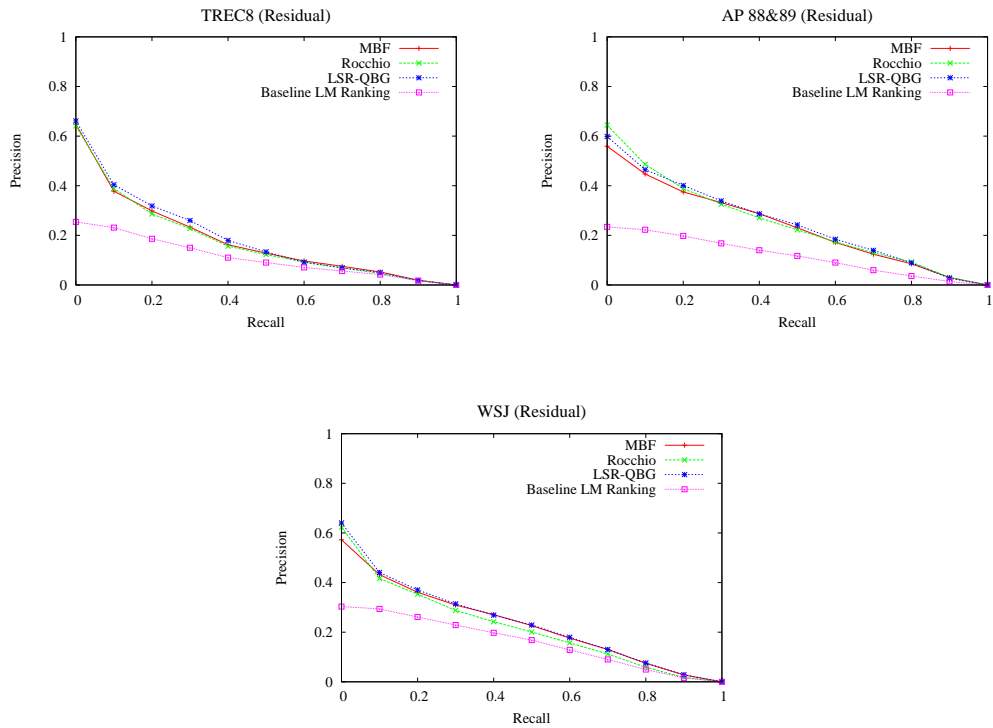 TREC8 (Residual)
1
0.8
0.6
0.4
0.2
0
Precision
0 0.2 0.4 0.6 0.8 1
Recall
MBF
Rocchio
LSR-QBG
Baseline LM Ranking
AP 88&89 (Residual)
1
0.8
0.6
0.4
0.2
0
Precision
0 0.2 0.4 0.6 0.8 1
Recall
MBF
Rocchio
LSR-QBG
Baseline LM Ranking
WSJ (Residual)
1
0.8
0.6
0.4
0.2
0
Precision
0 0.2 0.4 0.6 0.8 1
Recall
MBF
Rocchio
LSR-QBG
Baseline LM Ranking